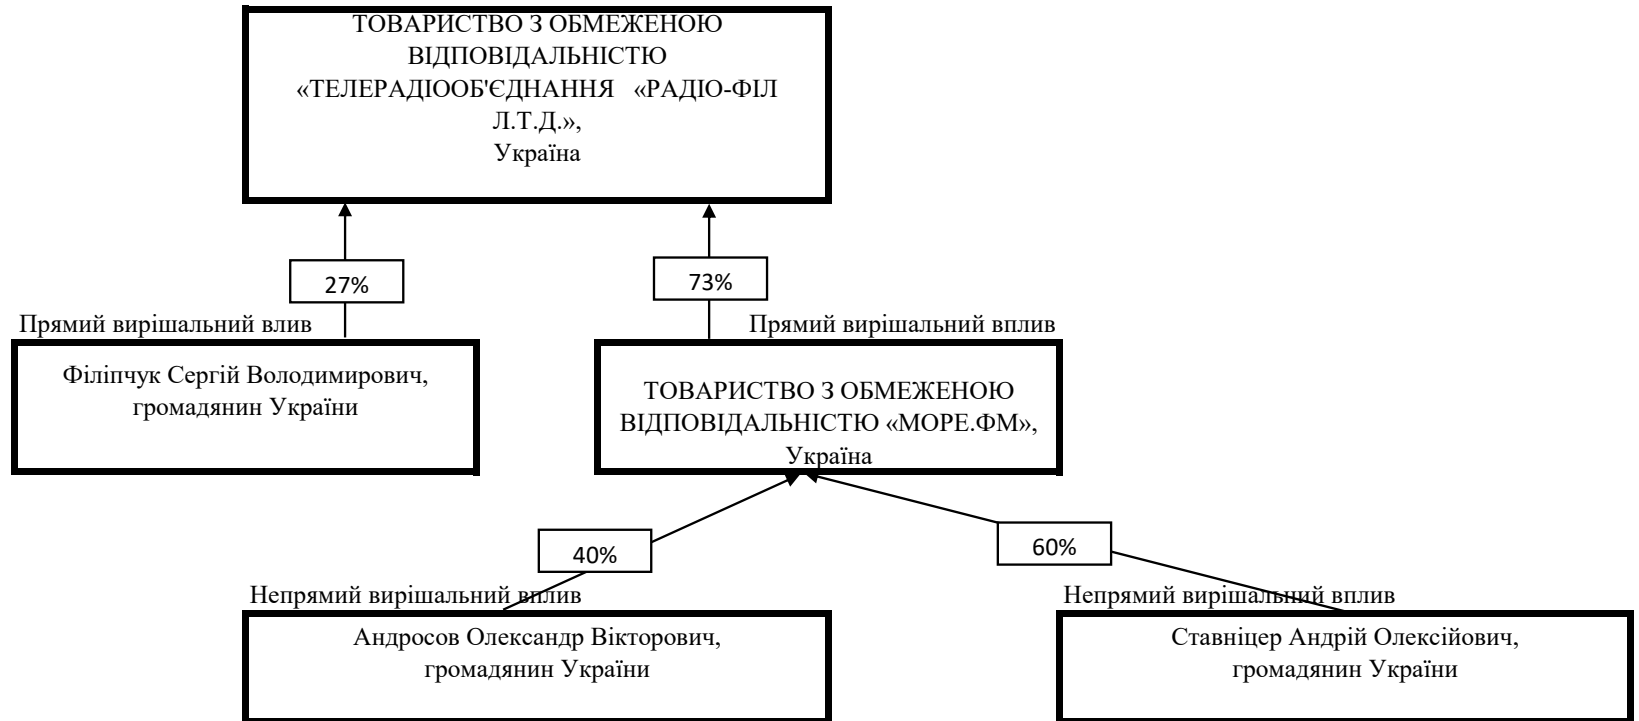 ТОВАРИСТВО З ОБМЕЖЕНОЮ
ВІДПОВІДАЛЬНІСТЮ
«ТЕЛЕРАДІООБ'ЄДНАННЯ «РАДІО-ФІЛ
Л.Т.Д.»,
Україна
27%
73%
Прямий вирішальний влив
Прямий вирішальний вплив
Філіпчук Сергій Володимирович,
громадянин України
ТОВАРИСТВО З ОБМЕЖЕНОЮ
ВІДПОВІДАЛЬНІСТЮ «МОРЕ.ФМ»,
Україна
40%
60%
Непрямий вирішальний вплив
Непрямий вирішальний вплив
Андросов Олександр Вікторович,
громадянин України
Ставніцер Андрій Олексійович,
громадянин України